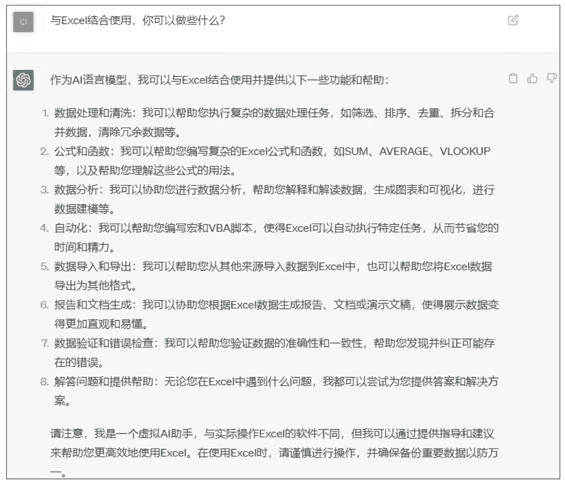 与Excel结合使用，你可以做些什么？
作为AI语言模型，我可以与Excel结合使用并提供以下一些功能和帮助：
1. 数据处理和清洗：我可以帮助您执行复杂的数据处理任务，如筛选、排序、去重、拆分和合
并数据，清除冗余数据等。
2. 公式和函数：我可以帮助您编写复杂的Excel公式和函数，如SUM、AVERAGE、VLOOKUP
等，以及帮助您理解这些公式的用法。
3. 数据分析：我可以协助您进行数据分析，帮助您解释和解读数据，生成图表和可视化，进行
数据建模等。
4. 自动化：我可以帮助您编写宏和VBA脚本，使得Excel可以自动执行特定任务，从而节省您的
时间和精力。
5. 数据导入和导出：我可以帮助您从其他来源导入数据到Excel中，也可以帮助您将Excel数据
导出为其他格式。
6. 报告和文档生成：我可以协助您根据Excel数据生成报告、文档或演示文稿，使得展示数据变
得更加直观和易懂。
7. 数据验证和错误检查：我可以帮助您验证数据的准确性和一致性，帮助您发现并纠正可能存
在的错误。
8. 解答问题和提供帮助：无论您在Excel中遇到什么问题，我都可以尝试为您提供答案和解决方
案。
请注意，我是一个虚拟AI助手，与实际操作Excel的软件不同，但我可以通过提供指导和建议
来帮助您更高效地使用Excel。在使用Excel时，请谨慎进行操作，并确保备份重要数据以防万
一。